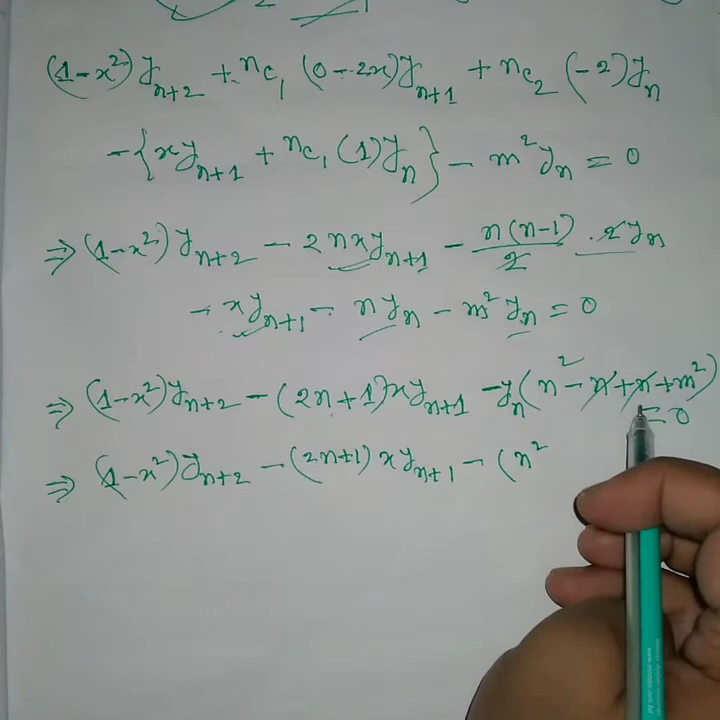 (1-x²)y_{n+2} + ⁿc₁ (0-2x)y_{n+1} + ⁿc₂ (-2)y_n
-{xy_{n+1} + ⁿc₁ (1)y_n} - m²y_n = 0
⇒ (1-x²)y_{n+2} - 2nxy_{n+1} - n(n-1)/2 · 2y_n
- xy_{n+1} - ny_n - m²y_n = 0
⇒ (1-x²)y_{n+2} - (2n+1)xy_{n+1} - y_n(n² - n + n + m²)
= 0
⇒ (1-x²)y_{n+2} - (2n+1)xy_{n+1} - (n²